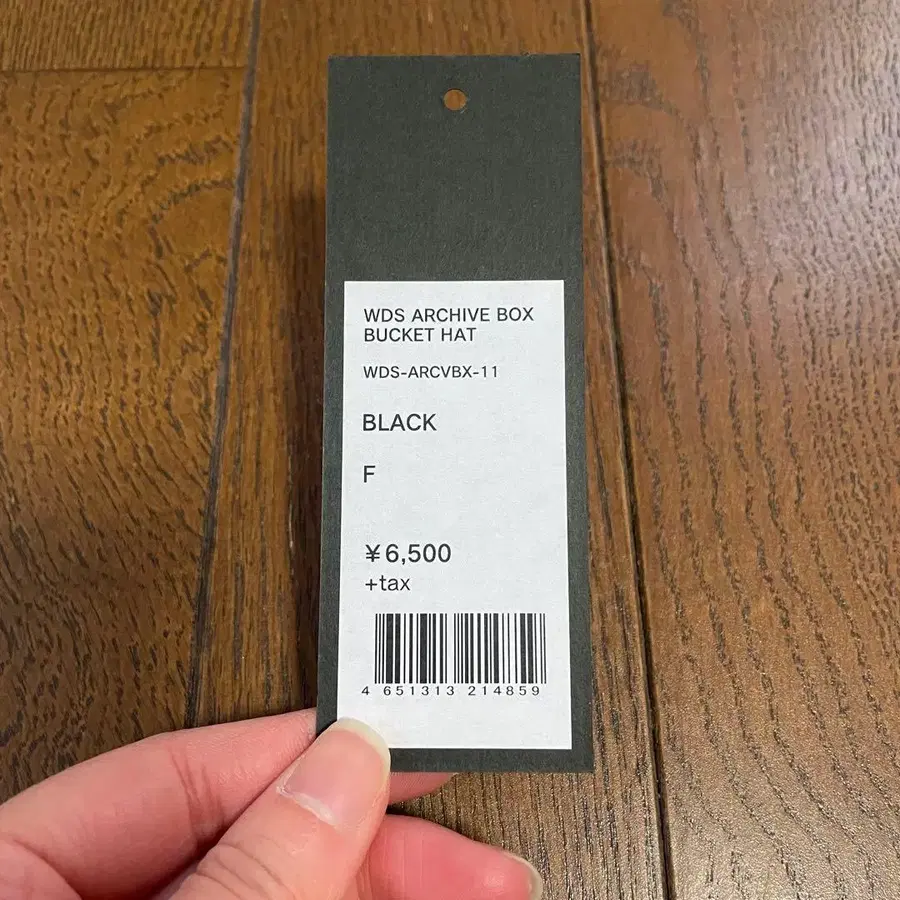 WDS ARCHIVE BOX
BUCKET HAT
WDS-ARCVBX-11
BLACK
F
¥6,500
+tax
4 651313 214859